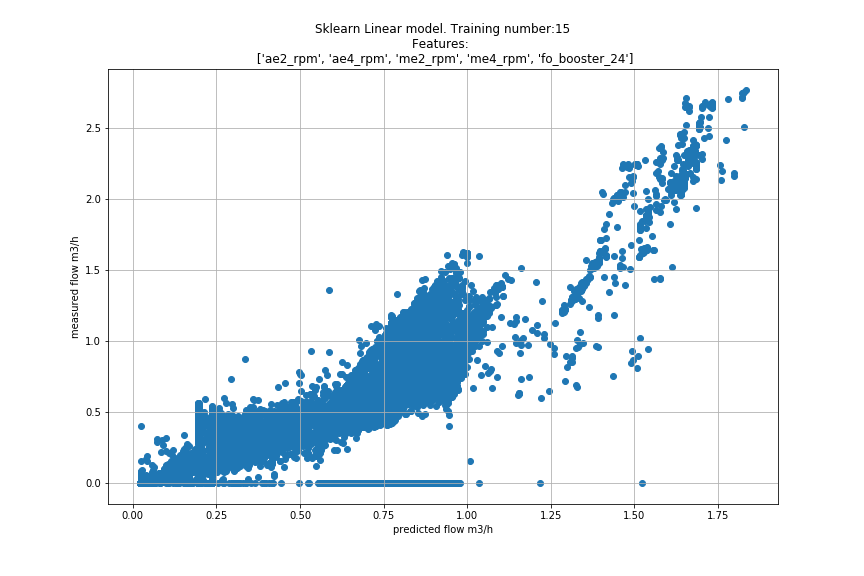 Sklearn Linear model. Training number:15
Features:
['ae2_rpm', 'ae4_rpm', 'me2_rpm', 'me4_rpm', 'fo_booster_24']
measured flow m3/h
2.5
2.0
1.5
1.0
0.5
0.0
0.00 0.25 0.50 0.75 1.00 1.25 1.50 1.75
predicted flow m3/h